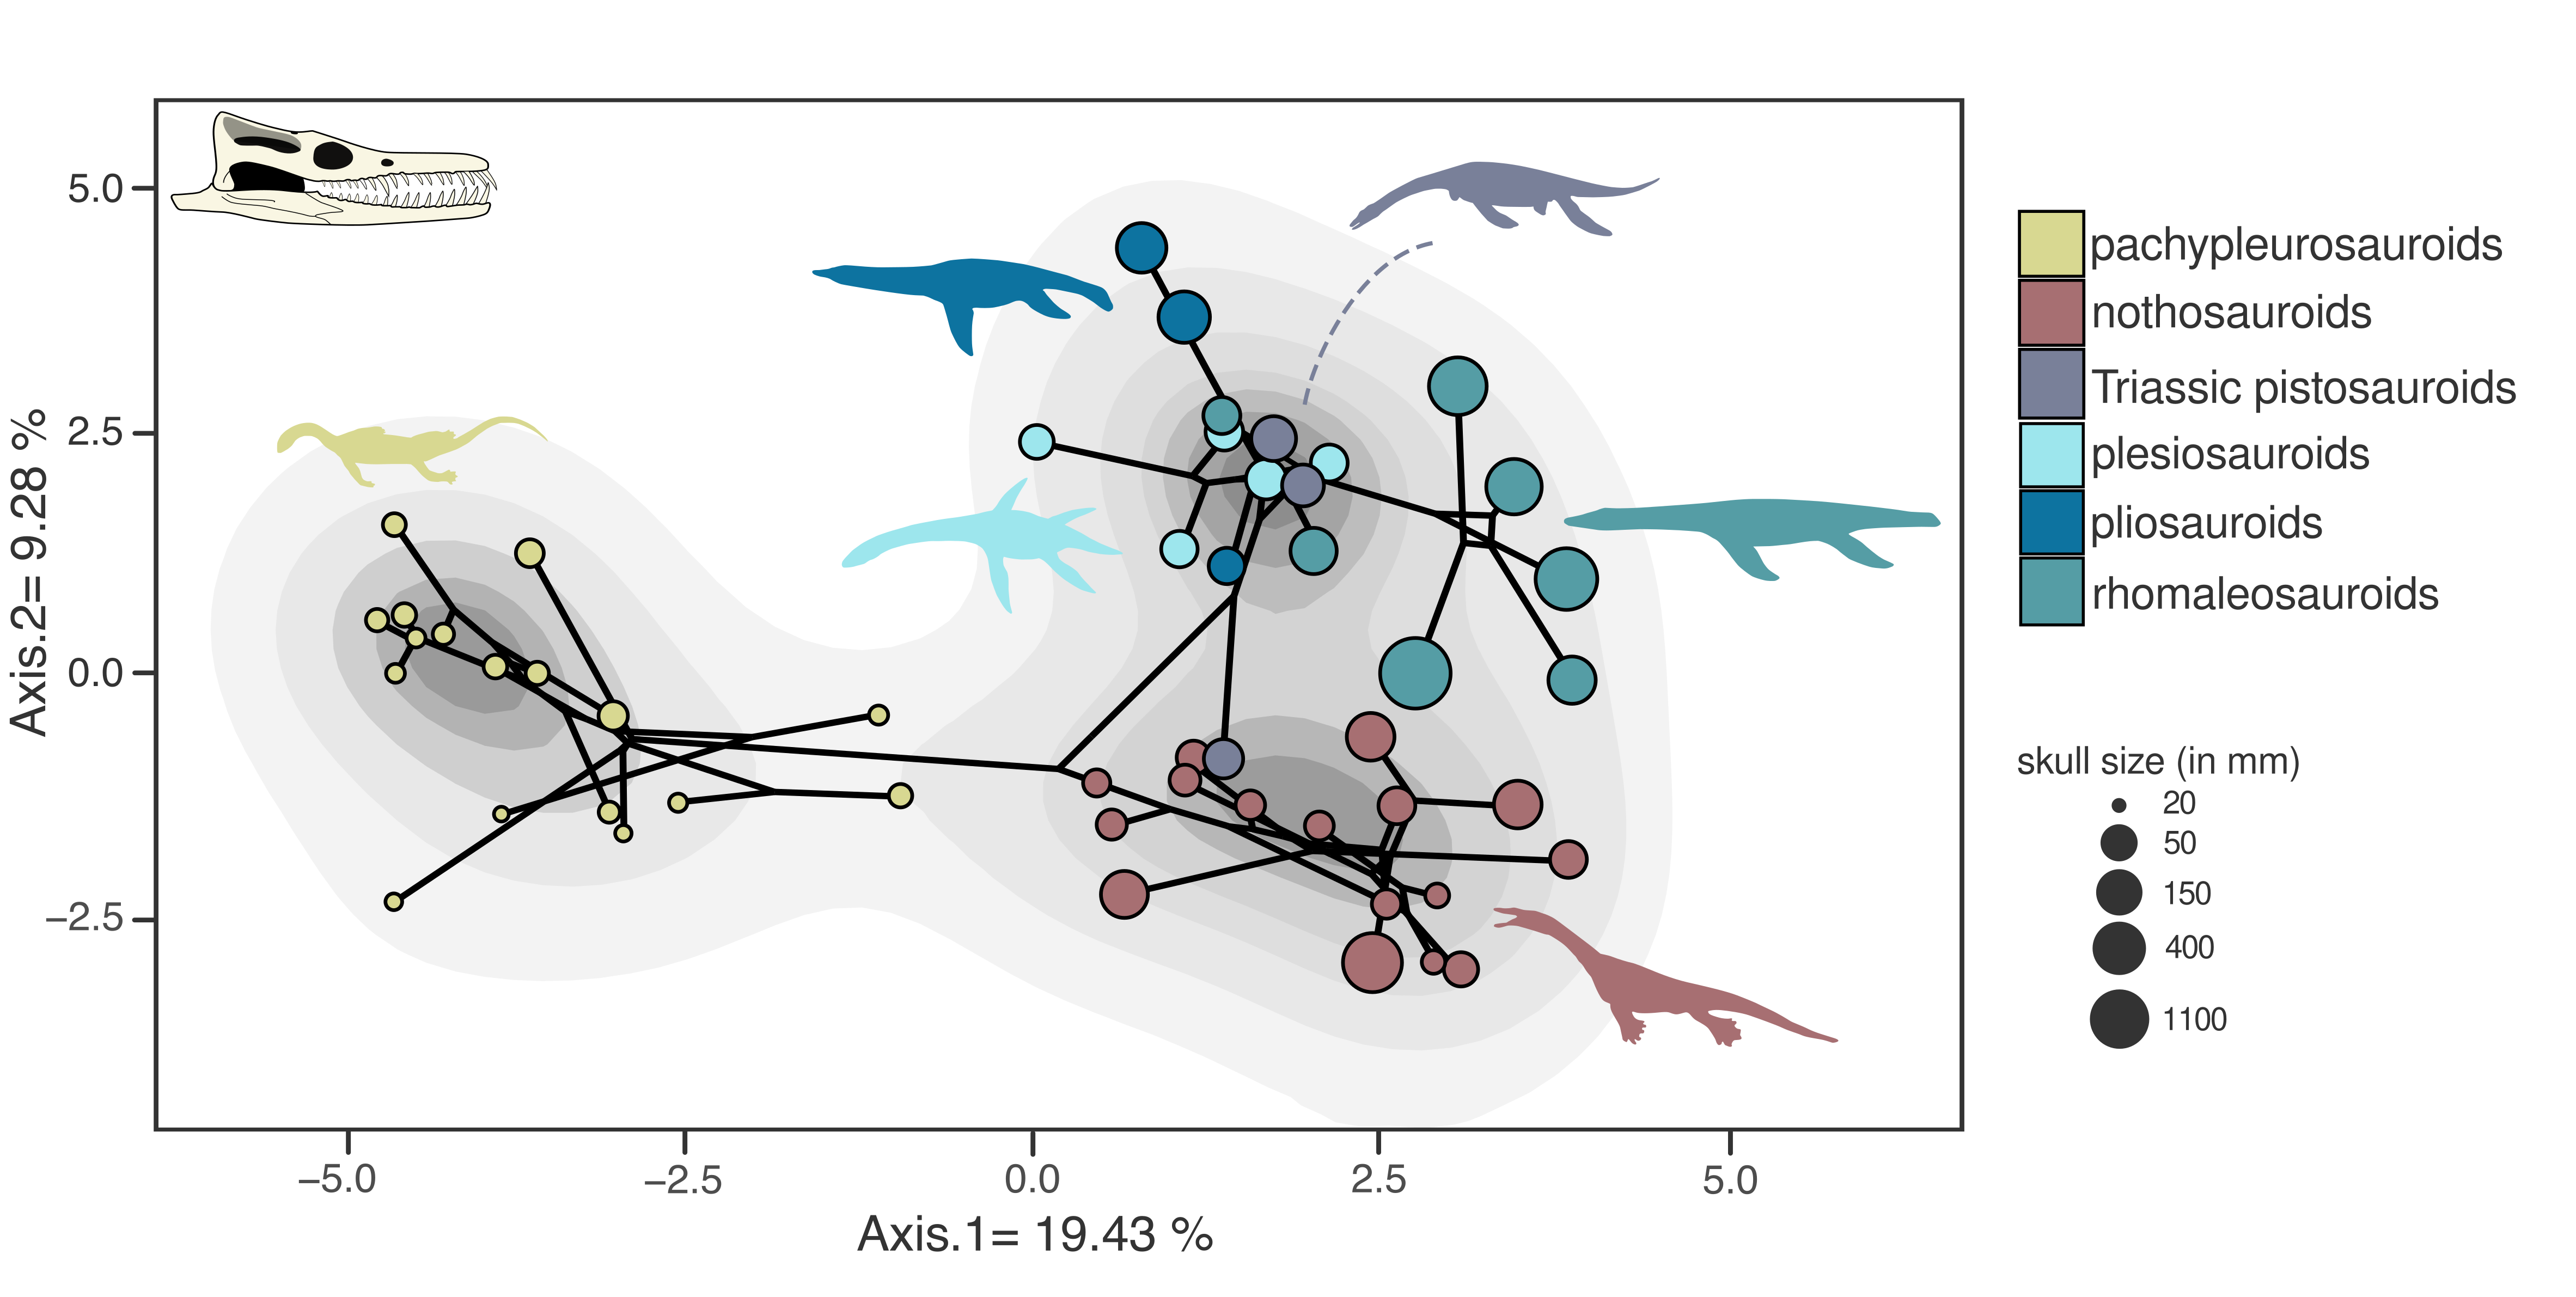 5.0
2.5
0.0
−2.5
Axis.2= 9.28 %
−5.0
−2.5
0.0
2.5
5.0
Axis.1= 19.43 %
pachypleurosauroids
nothosauroids
Triassic pistosauroids
plesiosauroids
pliosauroids
rhomaleosauroids
skull size (in mm)
20
50
150
400
1100